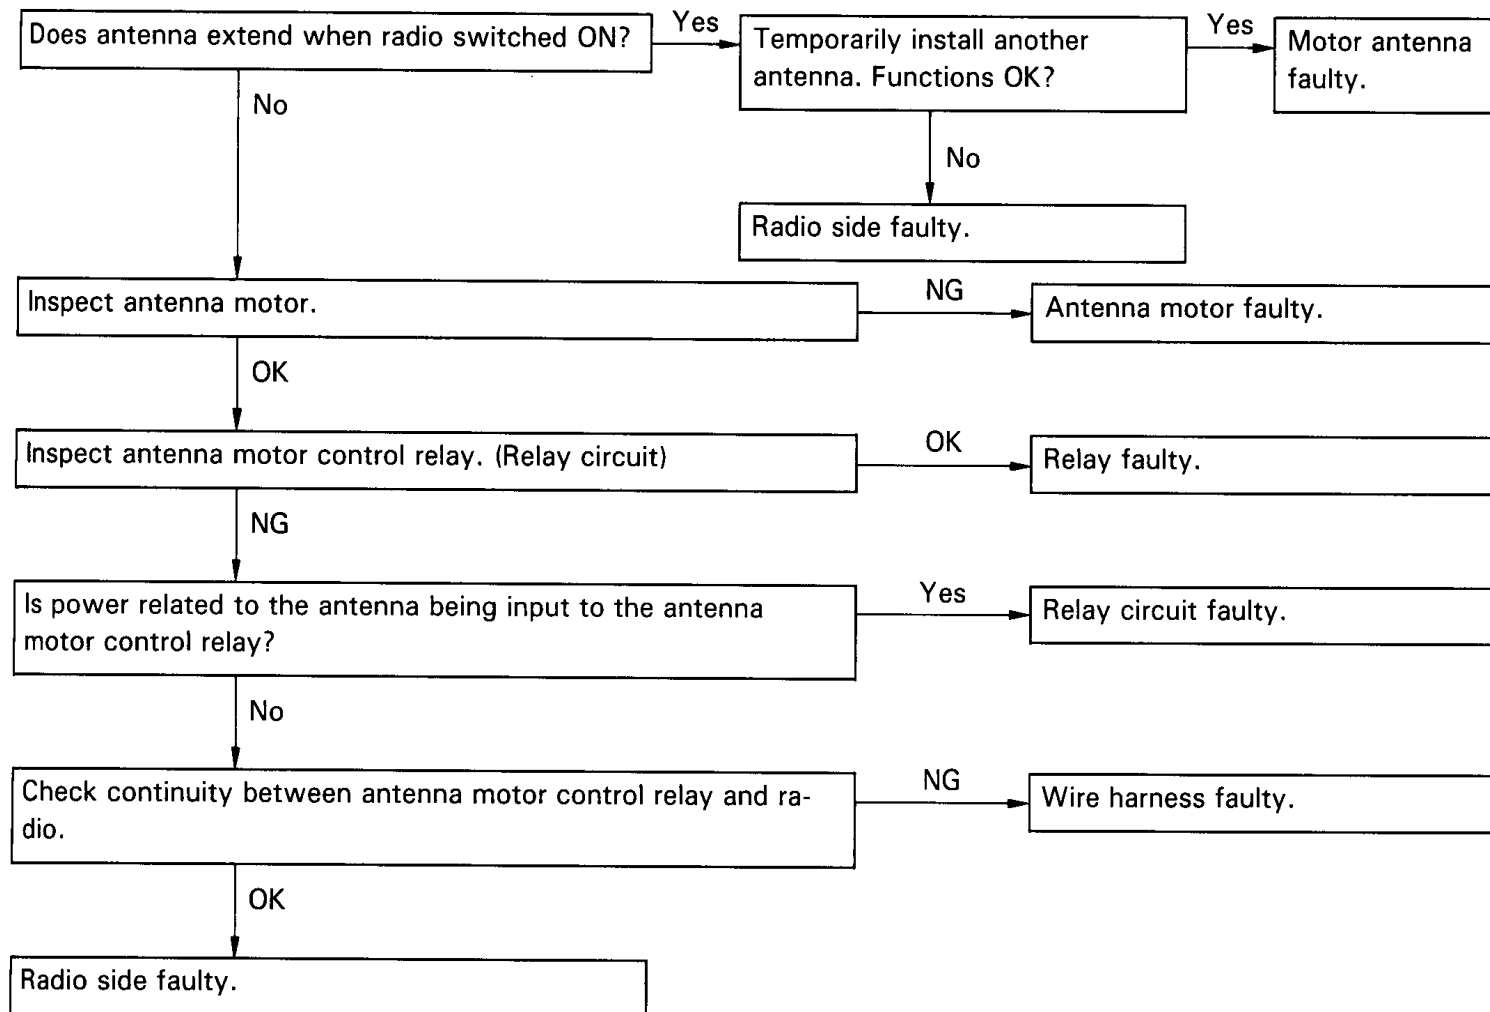 Does antenna extend when radio switched ON?
Yes
Temporarily install another
antenna. Functions OK?
Yes
Motor antenna
faulty.
No
No
Radio side faulty.
Inspect antenna motor.
NG
Antenna motor faulty.
OK
Inspect antenna motor control relay. (Relay circuit)
OK
Relay faulty.
NG
Is power related to the antenna being input to the antenna
motor control relay?
Yes
Relay circuit faulty.
No
Check continuity between antenna motor control relay and ra-
dio.
NG
Wire harness faulty.
OK
Radio side faulty.